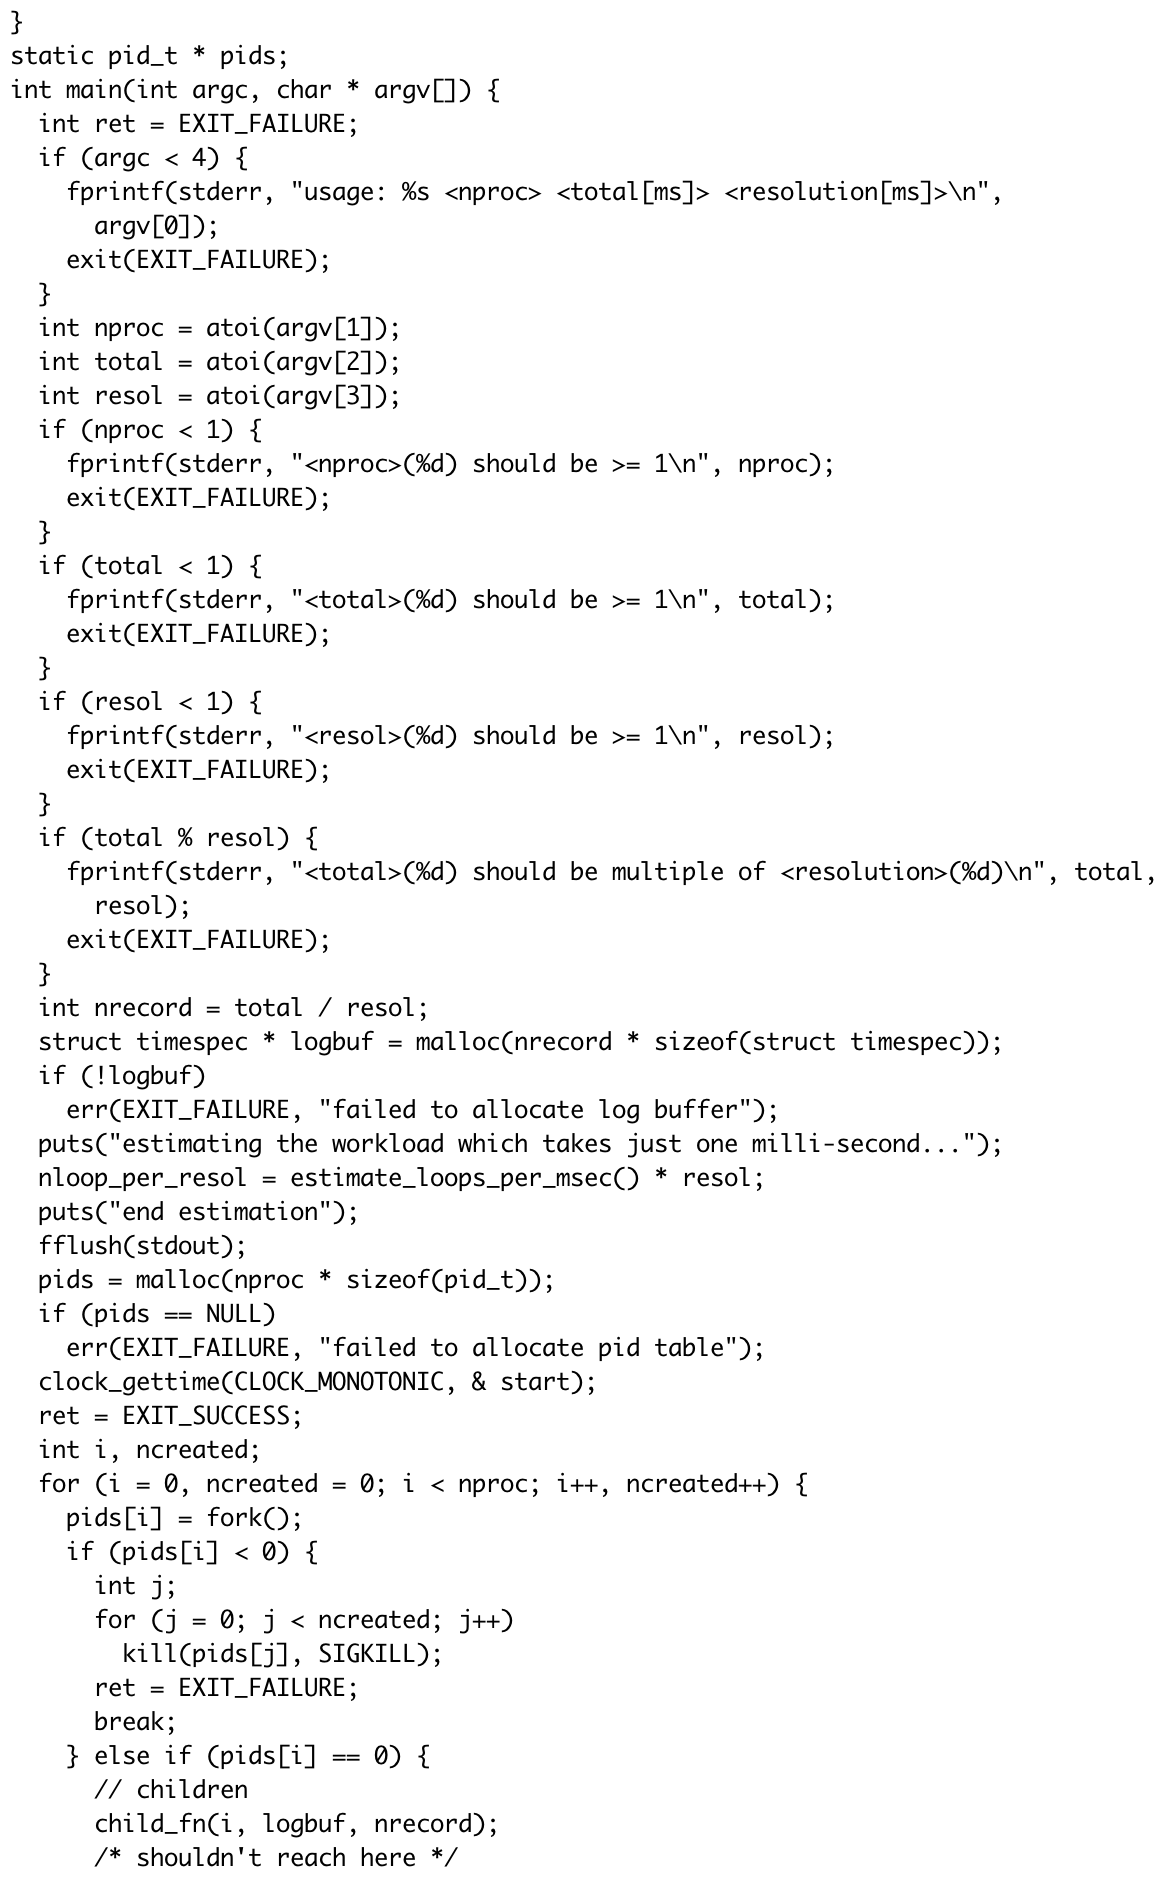 }
static pid_t * pids;
int main(int argc, char * argv[]) {
  int ret = EXIT_FAILURE;
  if (argc < 4) {
    fprintf(stderr, "usage: %s <nproc> <total[ms]> <resolution[ms]>\n",
      argv[0]);
    exit(EXIT_FAILURE);
  }
  int nproc = atoi(argv[1]);
  int total = atoi(argv[2]);
  int resol = atoi(argv[3]);
  if (nproc < 1) {
    fprintf(stderr, "<nproc>(%d) should be >= 1\n", nproc);
    exit(EXIT_FAILURE);
  }
  if (total < 1) {
    fprintf(stderr, "<total>(%d) should be >= 1\n", total);
    exit(EXIT_FAILURE);
  }
  if (resol < 1) {
    fprintf(stderr, "<resol>(%d) should be >= 1\n", resol);
    exit(EXIT_FAILURE);
  }
  if (total % resol) {
    fprintf(stderr, "<total>(%d) should be multiple of <resolution>(%d)\n", total,
      resol);
    exit(EXIT_FAILURE);
  }
  int nrecord = total / resol;
  struct timespec * logbuf = malloc(nrecord * sizeof(struct timespec));
  if (!logbuf)
    err(EXIT_FAILURE, "failed to allocate log buffer");
  puts("estimating the workload which takes just one milli-second...");
  nloop_per_resol = estimate_loops_per_msec() * resol;
  puts("end estimation");
  fflush(stdout);
  pids = malloc(nproc * sizeof(pid_t));
  if (pids == NULL)
    err(EXIT_FAILURE, "failed to allocate pid table");
  clock_gettime(CLOCK_MONOTONIC, & start);
  ret = EXIT_SUCCESS;
  int i, ncreated;
  for (i = 0, ncreated = 0; i < nproc; i++, ncreated++) {
    pids[i] = fork();
    if (pids[i] < 0) {
      int j;
      for (j = 0; j < ncreated; j++)
        kill(pids[j], SIGKILL);
      ret = EXIT_FAILURE;
      break;
    } else if (pids[i] == 0) {
      // children
      child_fn(i, logbuf, nrecord);
      /* shouldn't reach here */